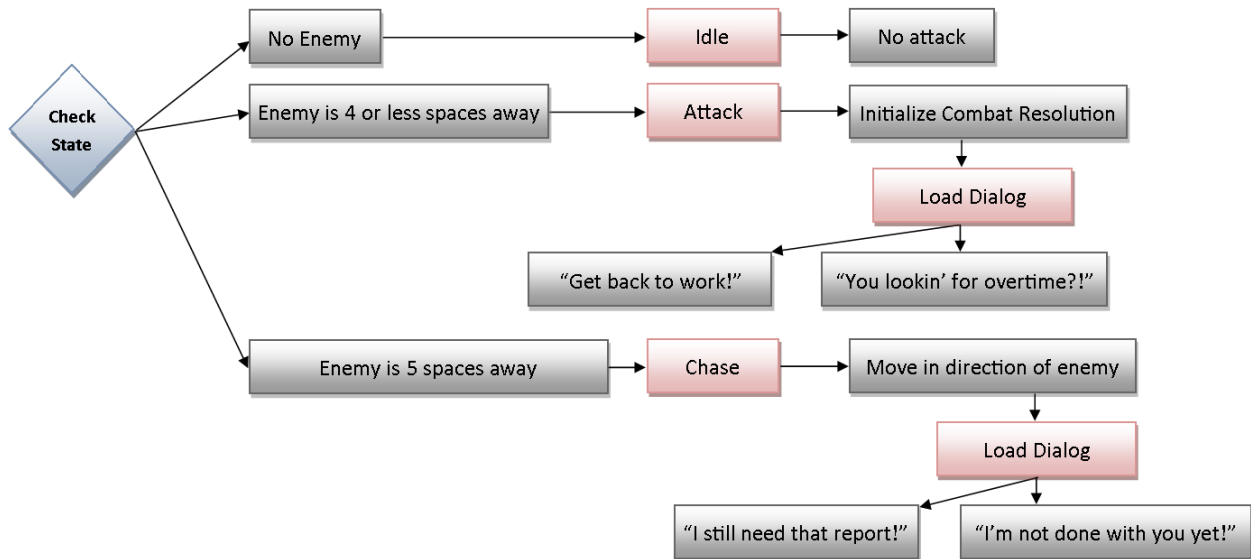 No Enemy
Idle
No attack
Check
State
Enemy is 4 or less spaces away
Attack
Initialize Combat Resolution
Load Dialog
“Get back to work!”
“You lookin’ for overtime?!”
Enemy is 5 spaces away
Chase
Move in direction of enemy
Load Dialog
“I still need that report!”
“I’m not done with you yet!”